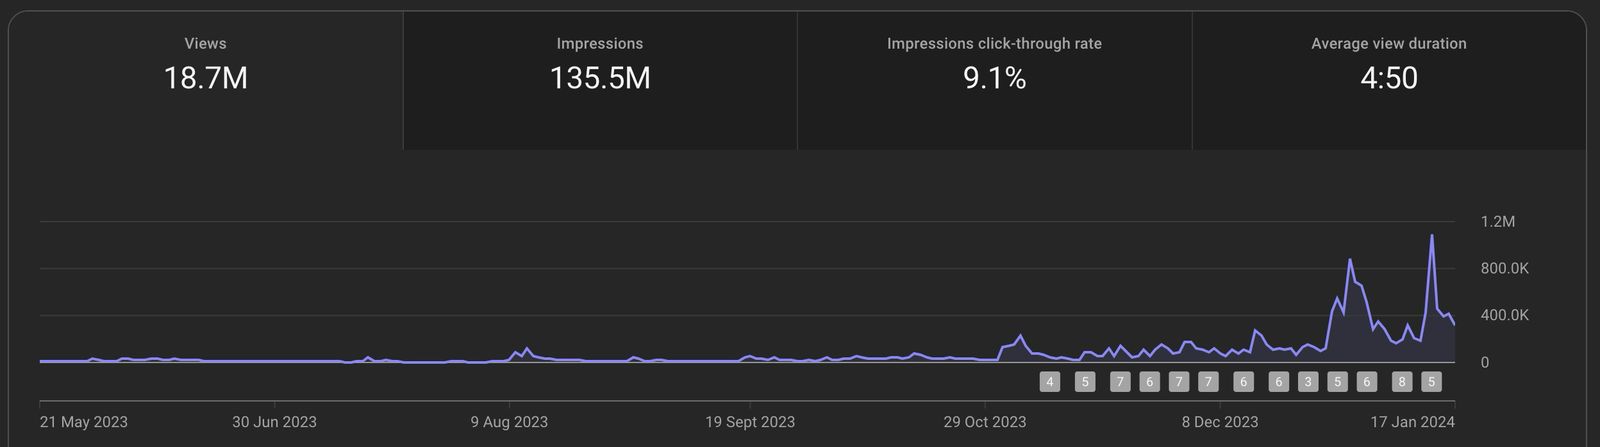 Views
18.7M
Impressions
135.5M
Impressions click-through rate
9.1%
Average view duration
4:50
1.2M
800.0K
400.0K
0
4 5 7 6 7 7 6 6 3 5 6 8 5
21 May 2023 30 Jun 2023 9 Aug 2023 19 Sept 2023 29 Oct 2023 8 Dec 2023 17 Jan 2024